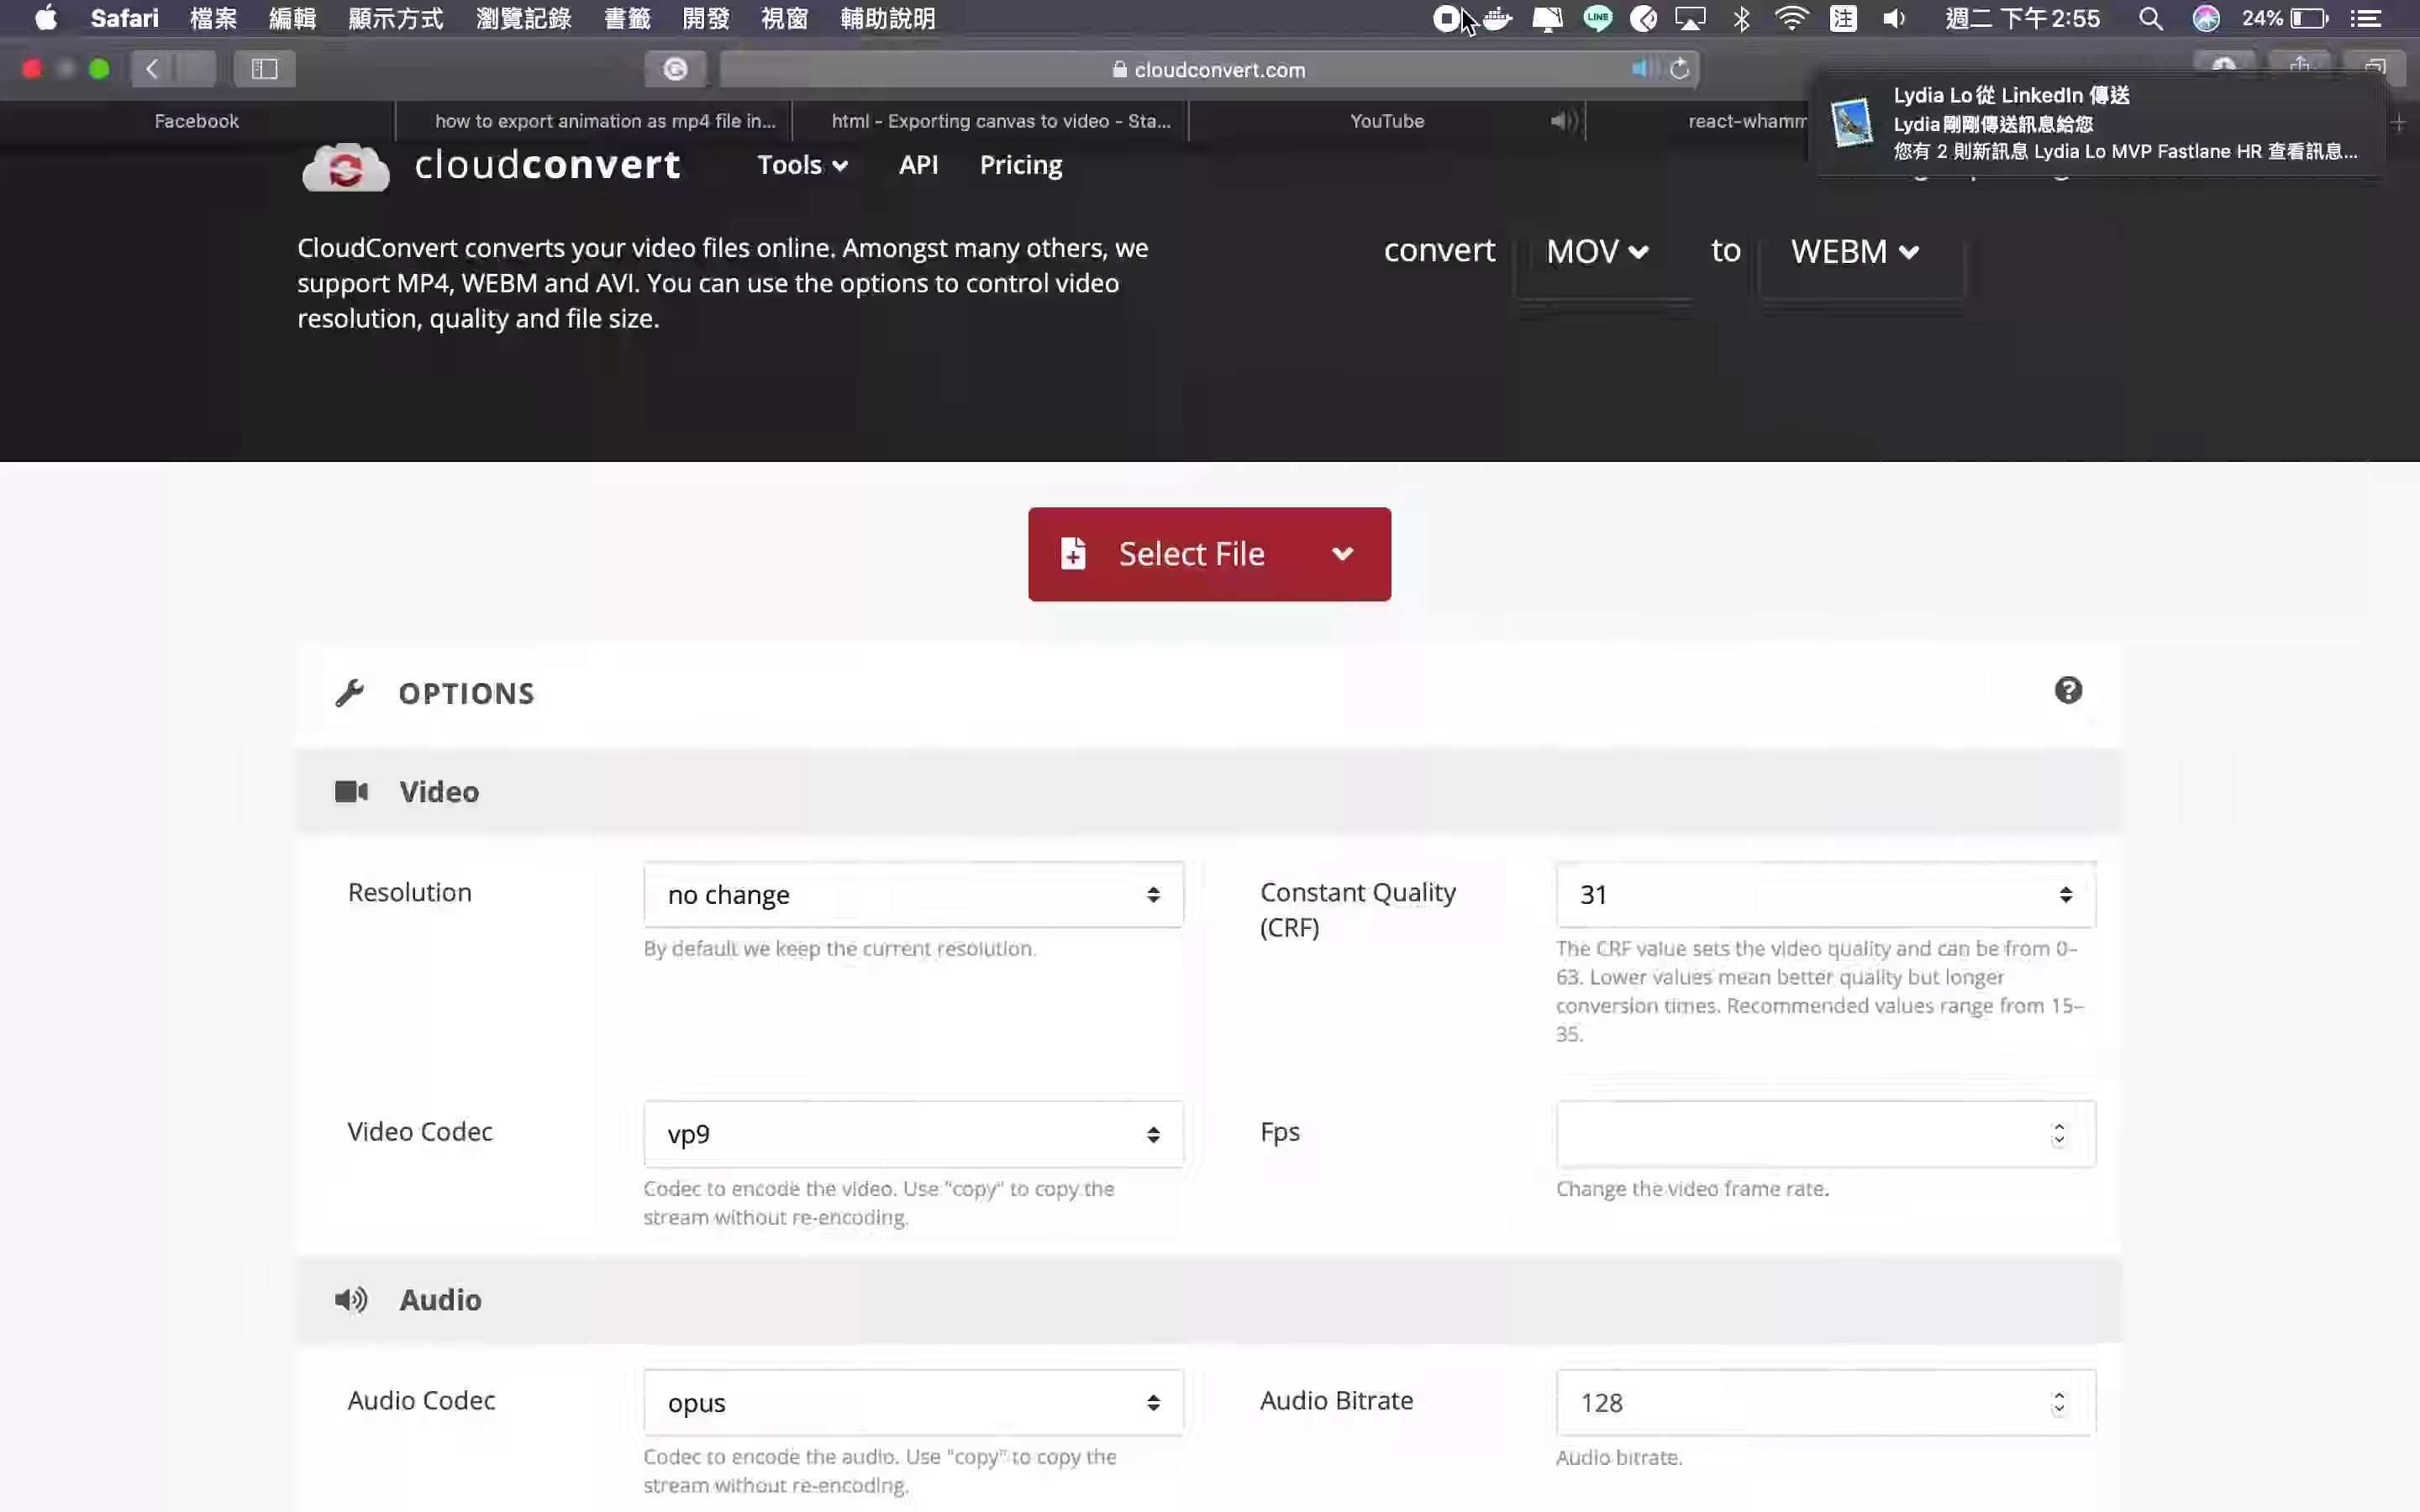 Safari 檔案 編輯 顯示方式 瀏覽記錄 書籤 開發 視窗 輔助說明 LINE 注 週二 下午2:55 24%
cloudconvert.com
Facebook how to export animation as mp4 file in... html - Exporting canvas to video - Sta... YouTube react-whamm
Lydia Lo從 LinkedIn 傳送
Lydia剛剛傳送訊息給您
您有 2 則新訊息 Lydia Lo MVP Fastlane HR 查看訊息...
cloudconvert Tools API Pricing
CloudConvert converts your video files online. Amongst many others, we
support MP4, WEBM and AVI. You can use the options to control video
resolution, quality and file size.
convert MOV to WEBM
Select File
OPTIONS
Video
Resolution no change
By default we keep the current resolution.
Constant Quality
(CRF)
31
The CRF value sets the video quality and can be from 0–
63. Lower values mean better quality but longer
conversion times. Recommended values range from 15–
35.
Video Codec vp9
Codec to encode the video. Use "copy" to copy the
stream without re-encoding.
Fps
Change the video frame rate.
Audio
Audio Codec opus
Codec to encode the audio. Use "copy" to copy the
stream without re-encoding.
Audio Bitrate 128
Audio bitrate.